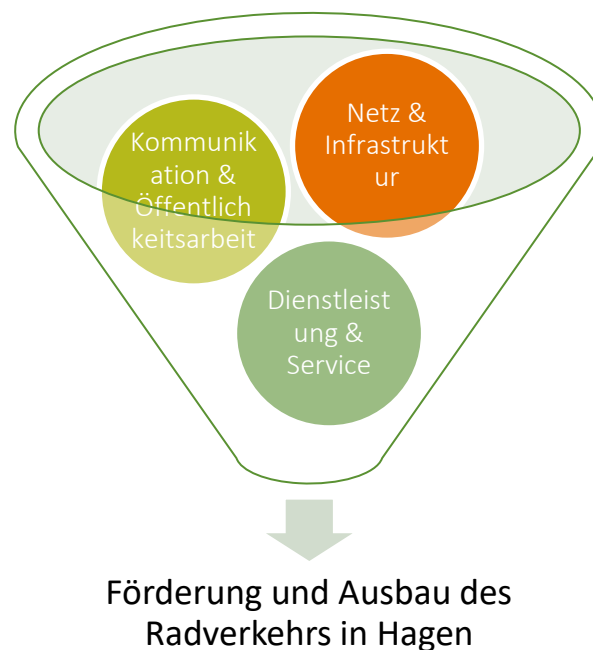 Kommunik
ation &
Öffentlich
keitsarbeit
Netz &
Infrastrukt
ur
Dienstleist
ung &
Service
Förderung und Ausbau des
Radverkehrs in Hagen